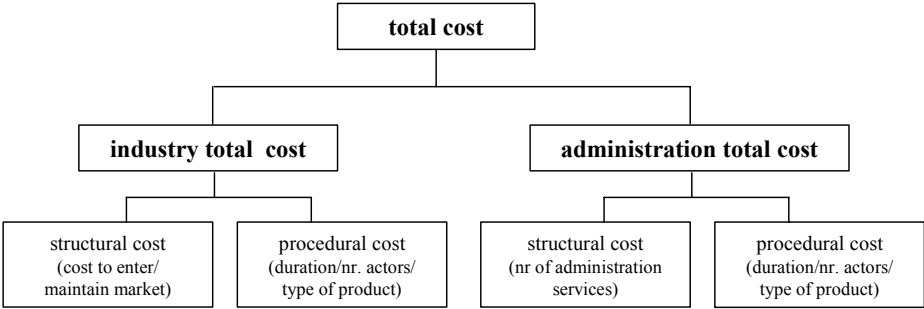 total cost
industry total cost
administration total cost
structural cost
(cost to enter/
maintain market)
procedural cost
(duration/nr. actors/
type of product)
structural cost
(nr of administration
services)
procedural cost
(duration/nr. actors/
type of product)